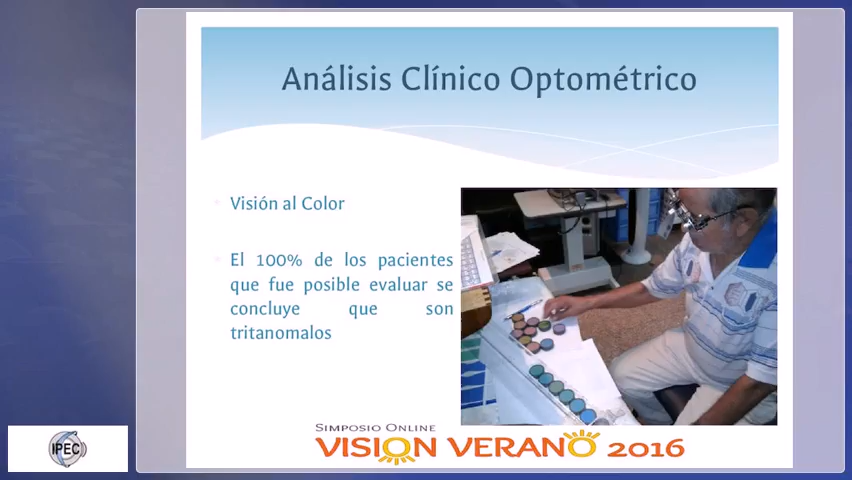 Análisis Clínico Optométrico
Visión al Color
El 100% de los pacientes
que fue posible evaluar se
concluye que son
tritanomalos
SIMPOSIO ONLINE
VISION VERANO 2016
IPEC